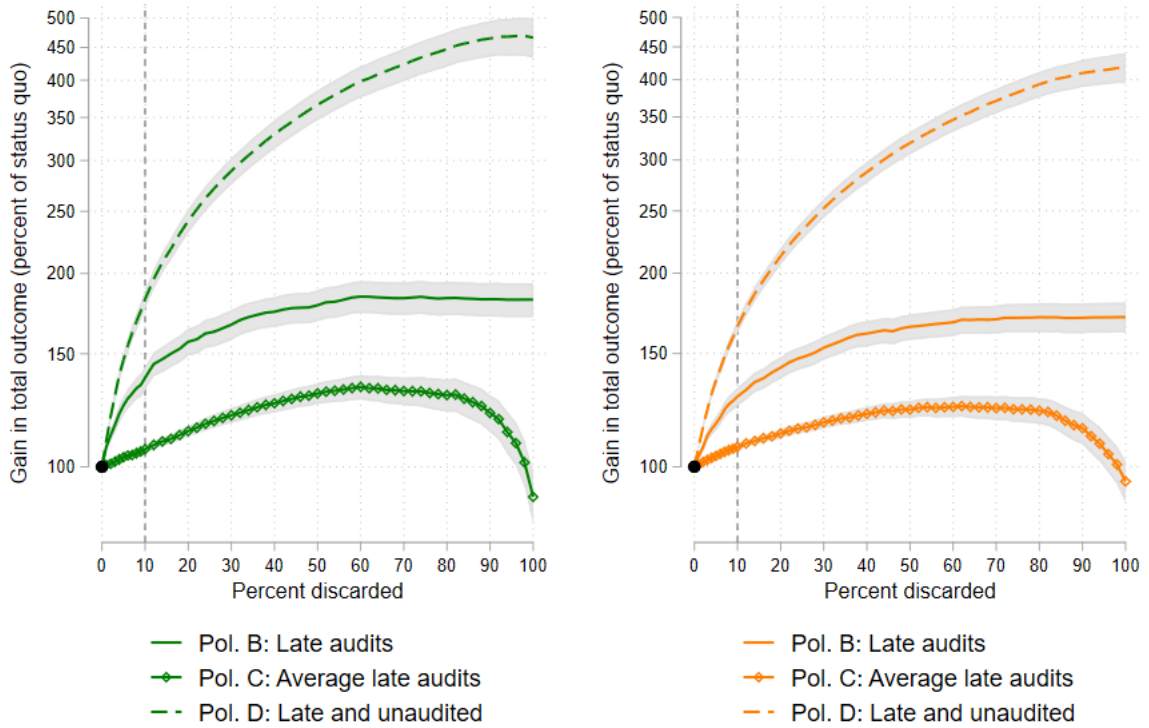 Gain in total outcome (percent of status quo)
500
450
400
350
300
250
200
150
100
0 10 20 30 40 50 60 70 80 90 100
Percent discarded
Pol. B: Late audits
Pol. C: Average late audits
Pol. D: Late and unaudited
Gain in total outcome (percent of status quo)
500
450
400
350
300
250
200
150
100
0 10 20 30 40 50 60 70 80 90 100
Percent discarded
Pol. B: Late audits
Pol. C: Average late audits
Pol. D: Late and unaudited